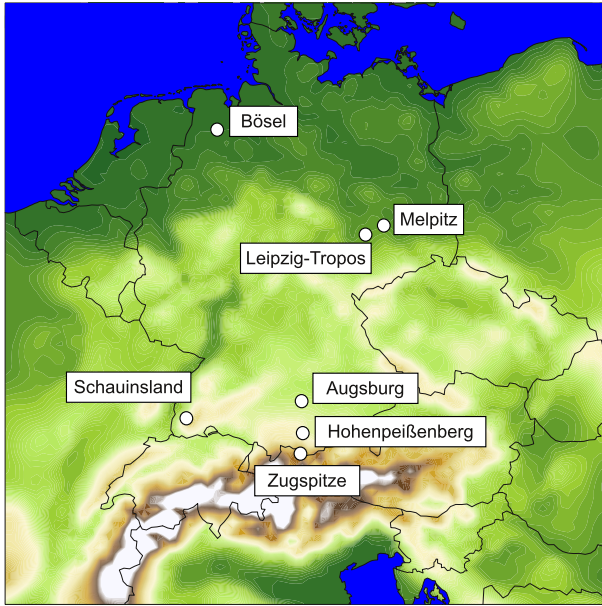 Bösel
Melpitz
Leipzig-Tropos
Schauinsland
Augsburg
Hohenpeißenberg
Zugspitze